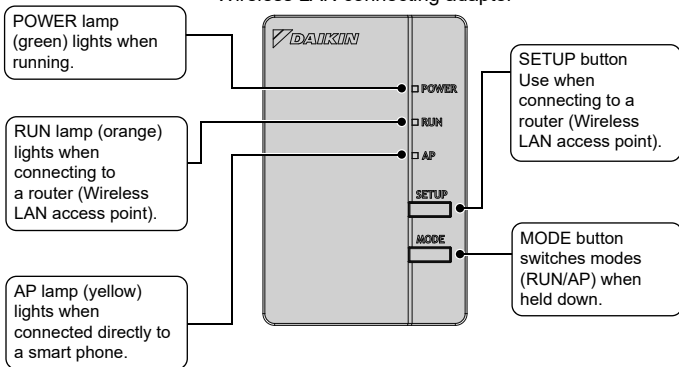 Wireless LAN connecting adapter
POWER lamp
(green) lights when
running.
RUN lamp (orange)
lights when
connecting to
a router (Wireless
LAN access point).
AP lamp (yellow)
lights when
connected directly to
a smart phone.
DAIKIN
POWER
RUN
AP
SETUP
MODE
SETUP button
Use when
connecting to a
router (Wireless
LAN access point).
MODE button
switches modes
(RUN/AP) when
held down.